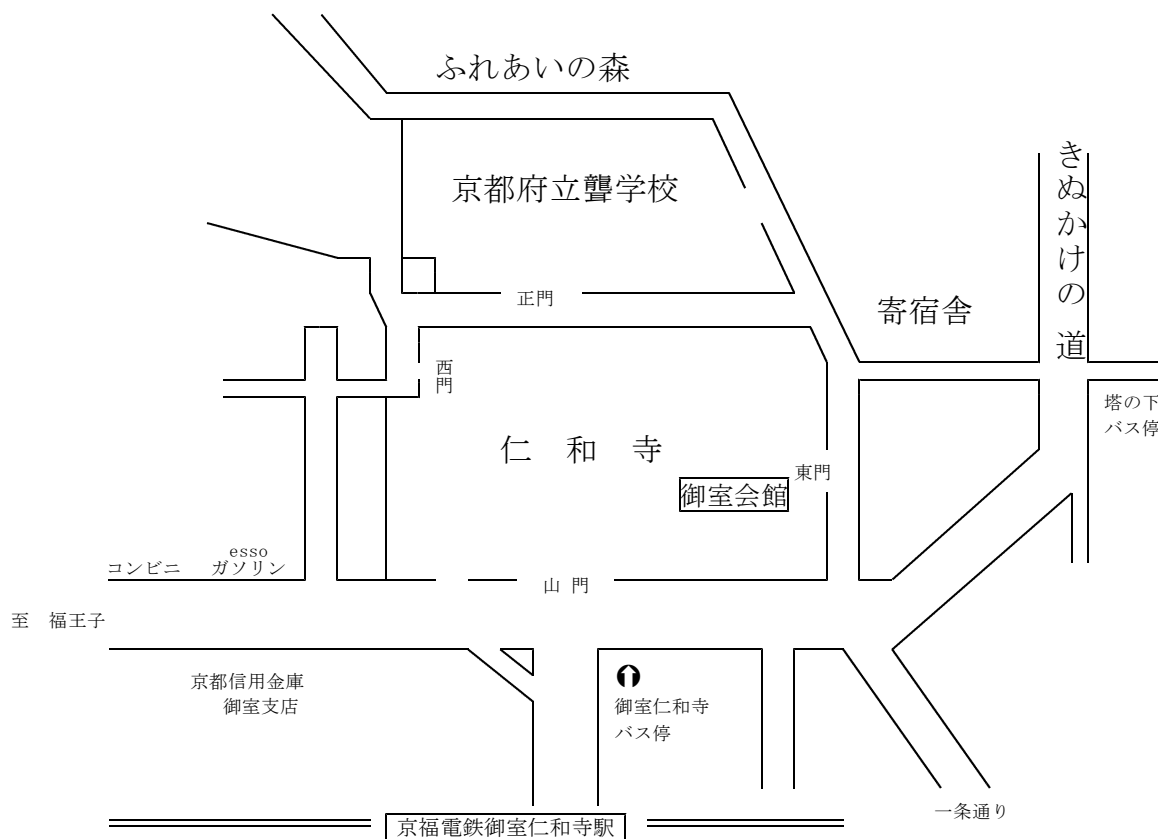 ふれあいの森
きぬかけの道
京都府立聾学校
正門
寄宿舎
西門
塔の下
バス停
仁 和 寺
東門
御室会館
esso
コンビニ ガソリン
山 門
至 福王子
京都信用金庫
御室支店
御室仁和寺
バス停
一条通り
京福電鉄御室仁和寺駅